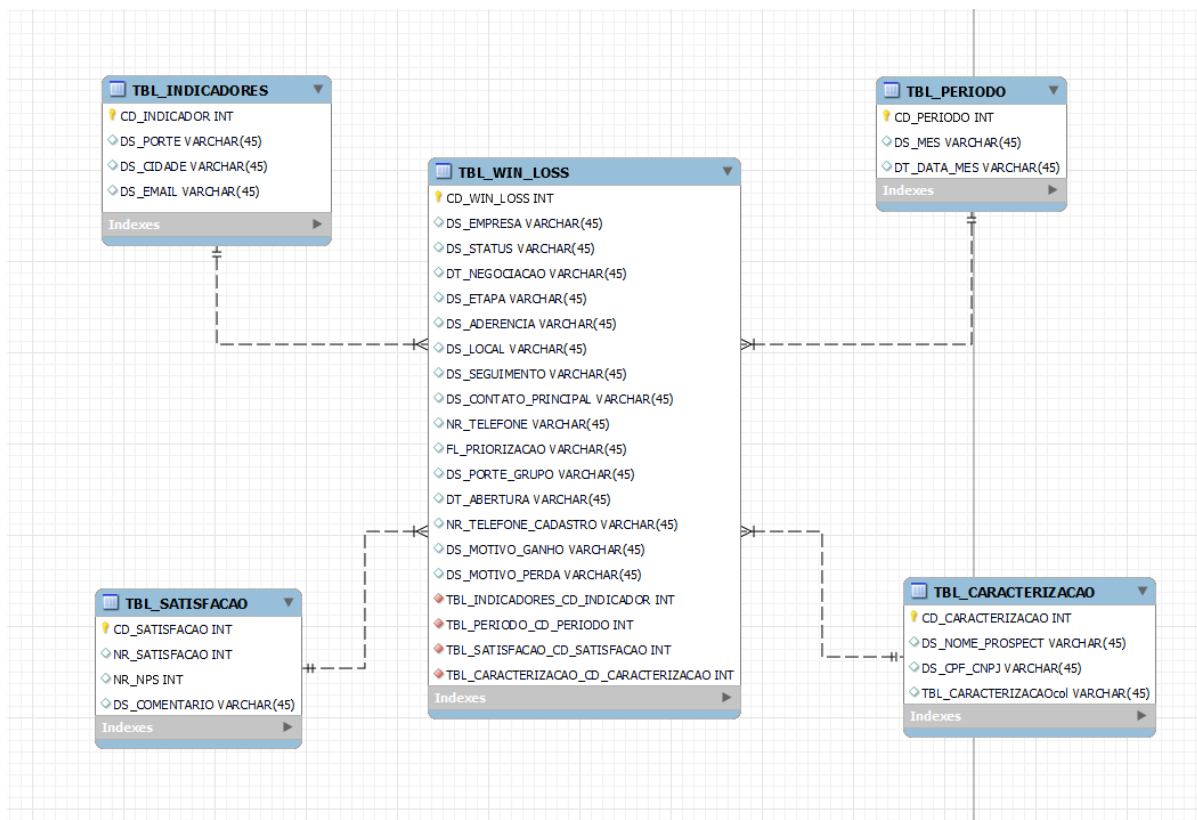 TBL_INDICADORES
CD_INDICADOR INT
DS_PORTE VARCHAR(45)
DS_CIDADE VARCHAR(45)
DS_EMAIL VARCHAR(45)
Indexes
TBL_PERIODO
CD_PERIODO INT
DS_MES VARCHAR(45)
DT_DATA_MES VARCHAR(45)
Indexes
TBL_WIN_LOSS
CD_WIN_LOSS INT
DS_EMPRESA VARCHAR(45)
DS_STATUS VARCHAR(45)
DT_NEGOCIACAO VARCHAR(45)
DS_ETAPA VARCHAR(45)
DS_ADERENCIA VARCHAR(45)
DS_LOCAL VARCHAR(45)
DS_SEGUIMENTO VARCHAR(45)
DS_CONTATO_PRINCIPAL VARCHAR(45)
NR_TELEFONE VARCHAR(45)
FL_PRIORIZACAO VARCHAR(45)
DS_PORTE_GRUPO VARCHAR(45)
DT_ABERTURA VARCHAR(45)
NR_TELEFONE_CADASTRO VARCHAR(45)
DS_MOTIVO_GANHO VARCHAR(45)
DS_MOTIVO_PERDA VARCHAR(45)
TBL_INDICADORES_CD_INDICADOR INT
TBL_PERIODO_CD_PERIODO INT
TBL_SATISFACAO_CD_SATISFACAO INT
TBL_CARACTERIZACAO_CD_CARACTERIZACAO INT
Indexes
TBL_SATISFACAO
CD_SATISFACAO INT
NR_SATISFACAO INT
NR_NPS INT
DS_COMENTARIO VARCHAR(45)
Indexes
TBL_CARACTERIZACAO
CD_CARACTERIZACAO INT
DS_NOME_PROSPECT VARCHAR(45)
DS_CPF_CNPJ VARCHAR(45)
TBL_CARACTERIZACAOcol VARCHAR(45)
Indexes